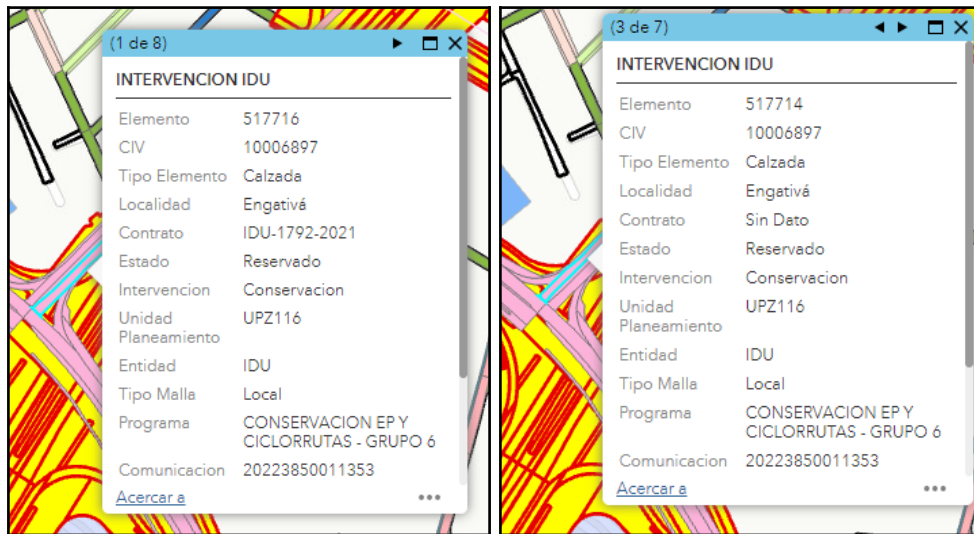 (1 de 8)
INTERVENCION IDU
Elemento 517716
CIV 10006897
Tipo Elemento Calzada
Localidad Engativá
Contrato IDU-1792-2021
Estado Reservado
Intervencion Conservacion
Unidad Planeamiento UPZ116
Entidad IDU
Tipo Malla Local
Programa CONSERVACION EP Y
CICLORRUTAS - GRUPO 6
Comunicacion 20223850011353
Acercar a
(3 de 7)
INTERVENCION IDU
Elemento 517714
CIV 10006897
Tipo Elemento Calzada
Localidad Engativá
Contrato Sin Dato
Estado Reservado
Intervencion Conservacion
Unidad Planeamiento UPZ116
Entidad IDU
Tipo Malla Local
Programa CONSERVACION EP Y
CICLORRUTAS - GRUPO 6
Comunicacion 20223850011353
Acercar a